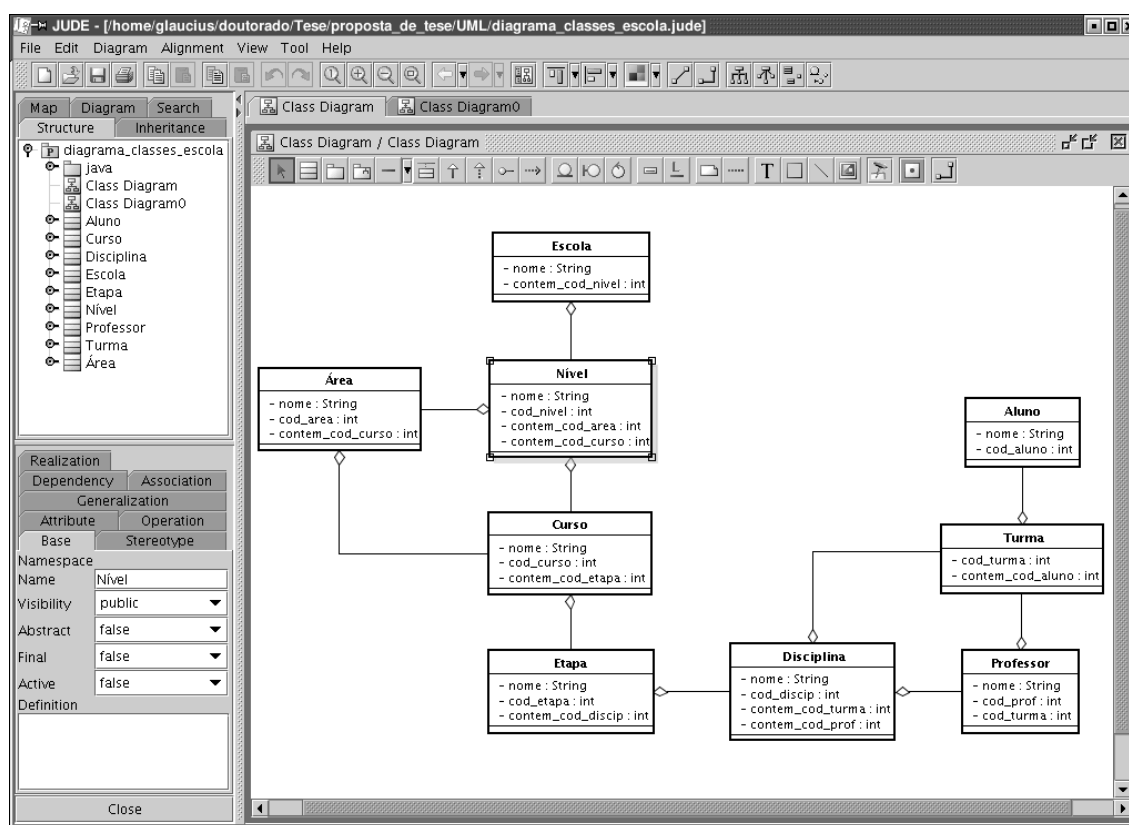 JUDE - [/home/glaucius/doutorado/Tese/proposta_de_tese/UML/diagrama_classes_escola.jude]
File Edit Diagram Alignment View Tool Help
Map Diagram Search
Structure Inheritance
diagrama_classes_escola
java
Class Diagram
Class Diagram0
Aluno
Curso
Disciplina
Escola
Etapa
Nível
Professor
Turma
Área
Realization
Dependency Association
Generalization
Attribute Operation
Base Stereotype
Namespace
Name Nível
Visibility public
Abstract false
Final false
Active false
Definition
Close
Class Diagram Class Diagram0
Class Diagram / Class Diagram
T
Escola
- nome : String
- contem_cod_nivel : int
Nível
- nome : String
- cod_nivel : int
- contem_cod_area : int
- contem_cod_curso : int
Área
- nome : String
- cod_area : int
- contem_cod_curso : int
Curso
- nome : String
- cod_curso : int
- contem_cod_etapa : int
Etapa
- nome : String
- cod_etapa : int
- contem_cod_discip : int
Disciplina
- nome : String
- cod_discip : int
- contem_cod_turma : int
- contem_cod_prof : int
Aluno
- nome : String
- cod_aluno : int
Turma
- cod_turma : int
- contem_cod_aluno : int
Professor
- nome : String
- cod_prof : int
- cod_turma : int